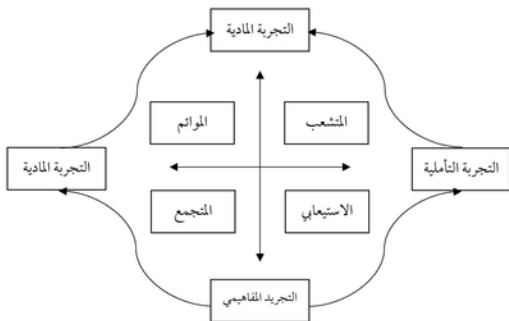 التجربة المادية
المتشعب
الموائم
التجربة التأملية
التجربة المادية
الاستيعابي
المتجمع
التجريد المفاهيمي